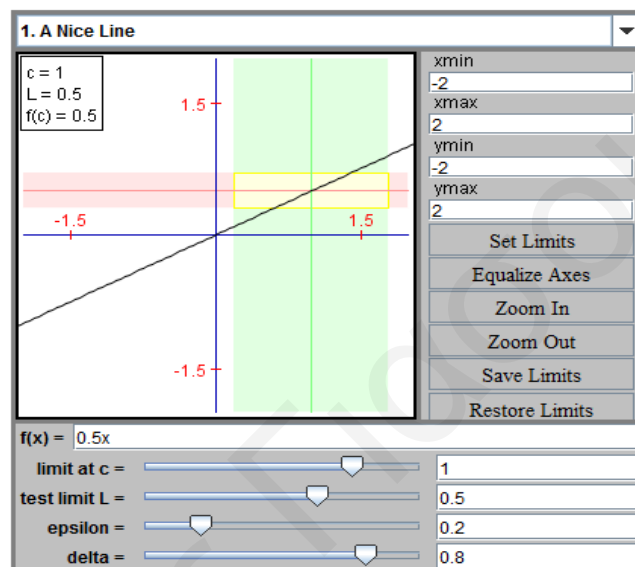 1. A Nice Line
c = 1
L = 0.5
f(c) = 0.5
1.5
-1.5
1.5
-1.5
xmin
-2
xmax
2
ymin
-2
ymax
2
Set Limits
Equalize Axes
Zoom In
Zoom Out
Save Limits
Restore Limits
f(x) = 0.5x
limit at c = 1
test limit L = 0.5
epsilon = 0.2
delta = 0.8